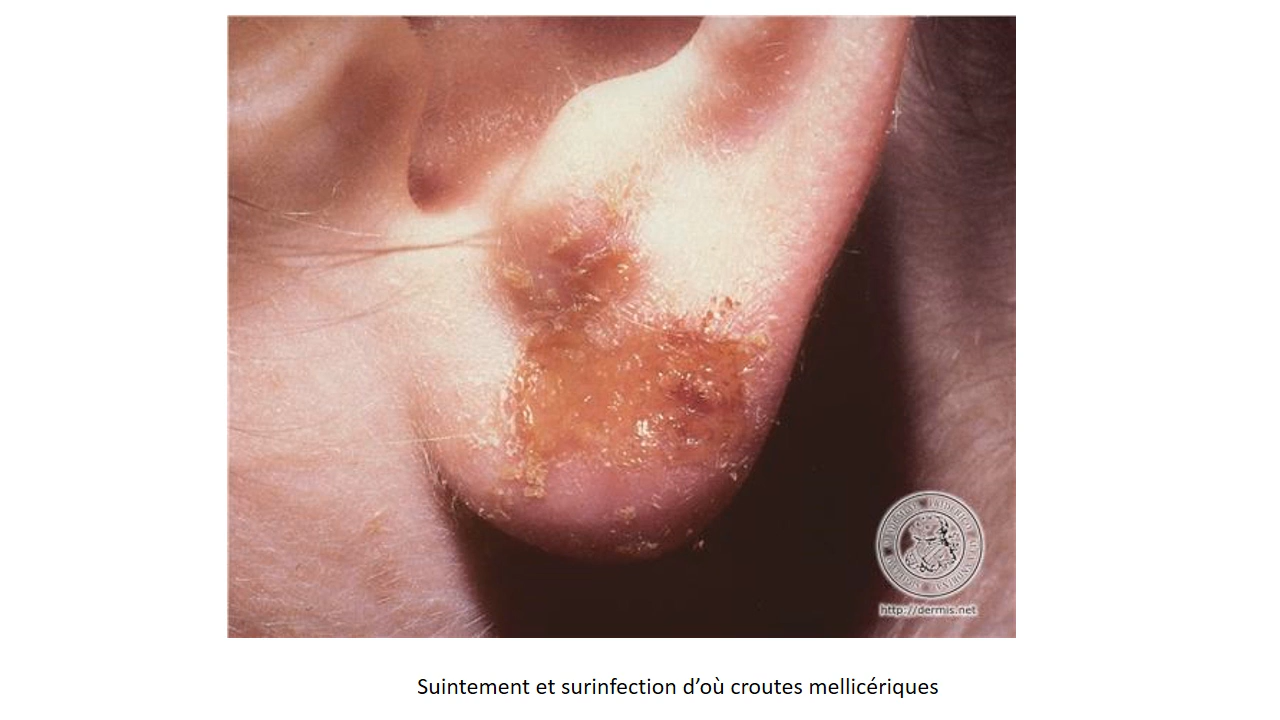 http://dermis.net
Suintement et surinfection d’où croutes mellicériques